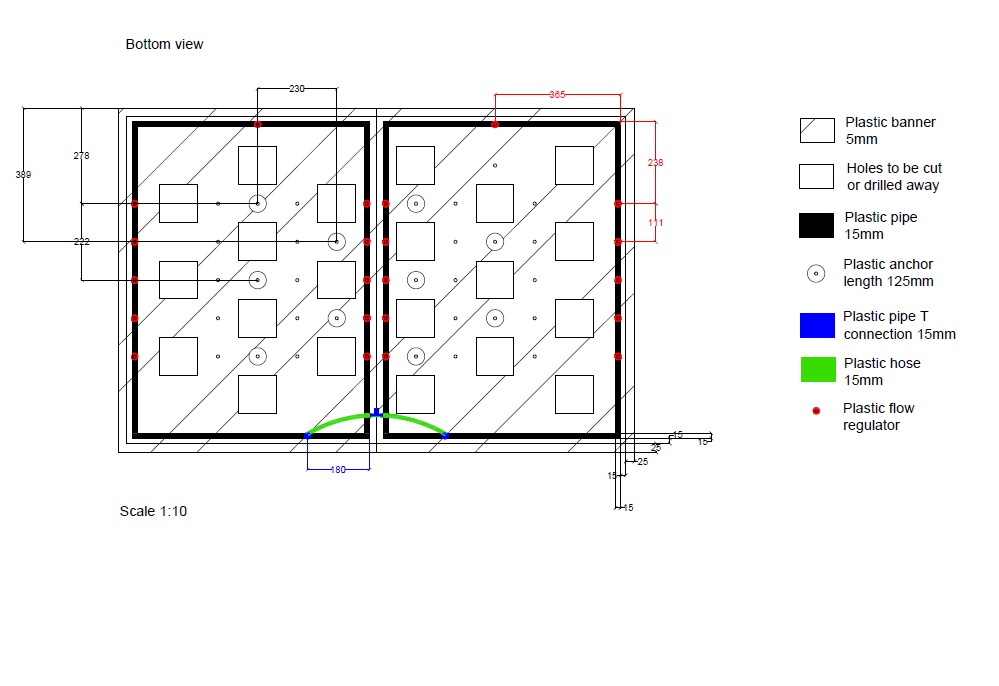 Bottom view
230
365
278
389
238
111
222
180
15
15
25
25
15
15
Scale 1:10
Plastic banner
5mm
Holes to be cut
or drilled away
Plastic pipe
15mm
Plastic anchor
length 125mm
Plastic pipe T
connection 15mm
Plastic hose
15mm
Plastic flow
regulator